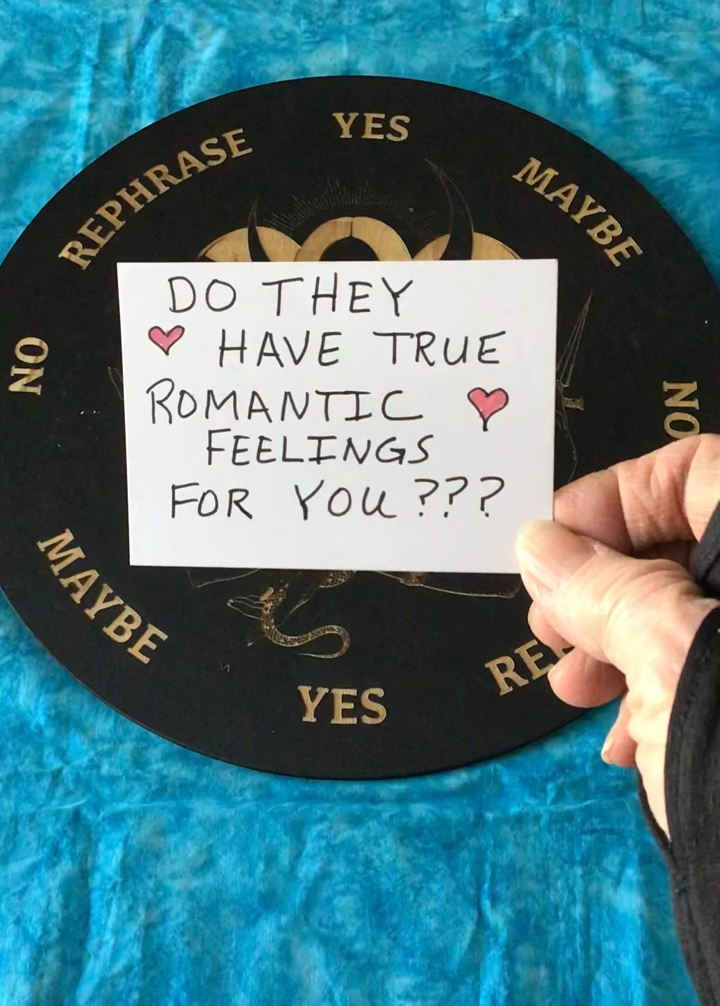 YES
REPHRASE
MAYBE
DO THEY
HAVE TRUE
ROMANTIC
FEELINGS
FOR YOU???
NO
NO
MAYBE
YES